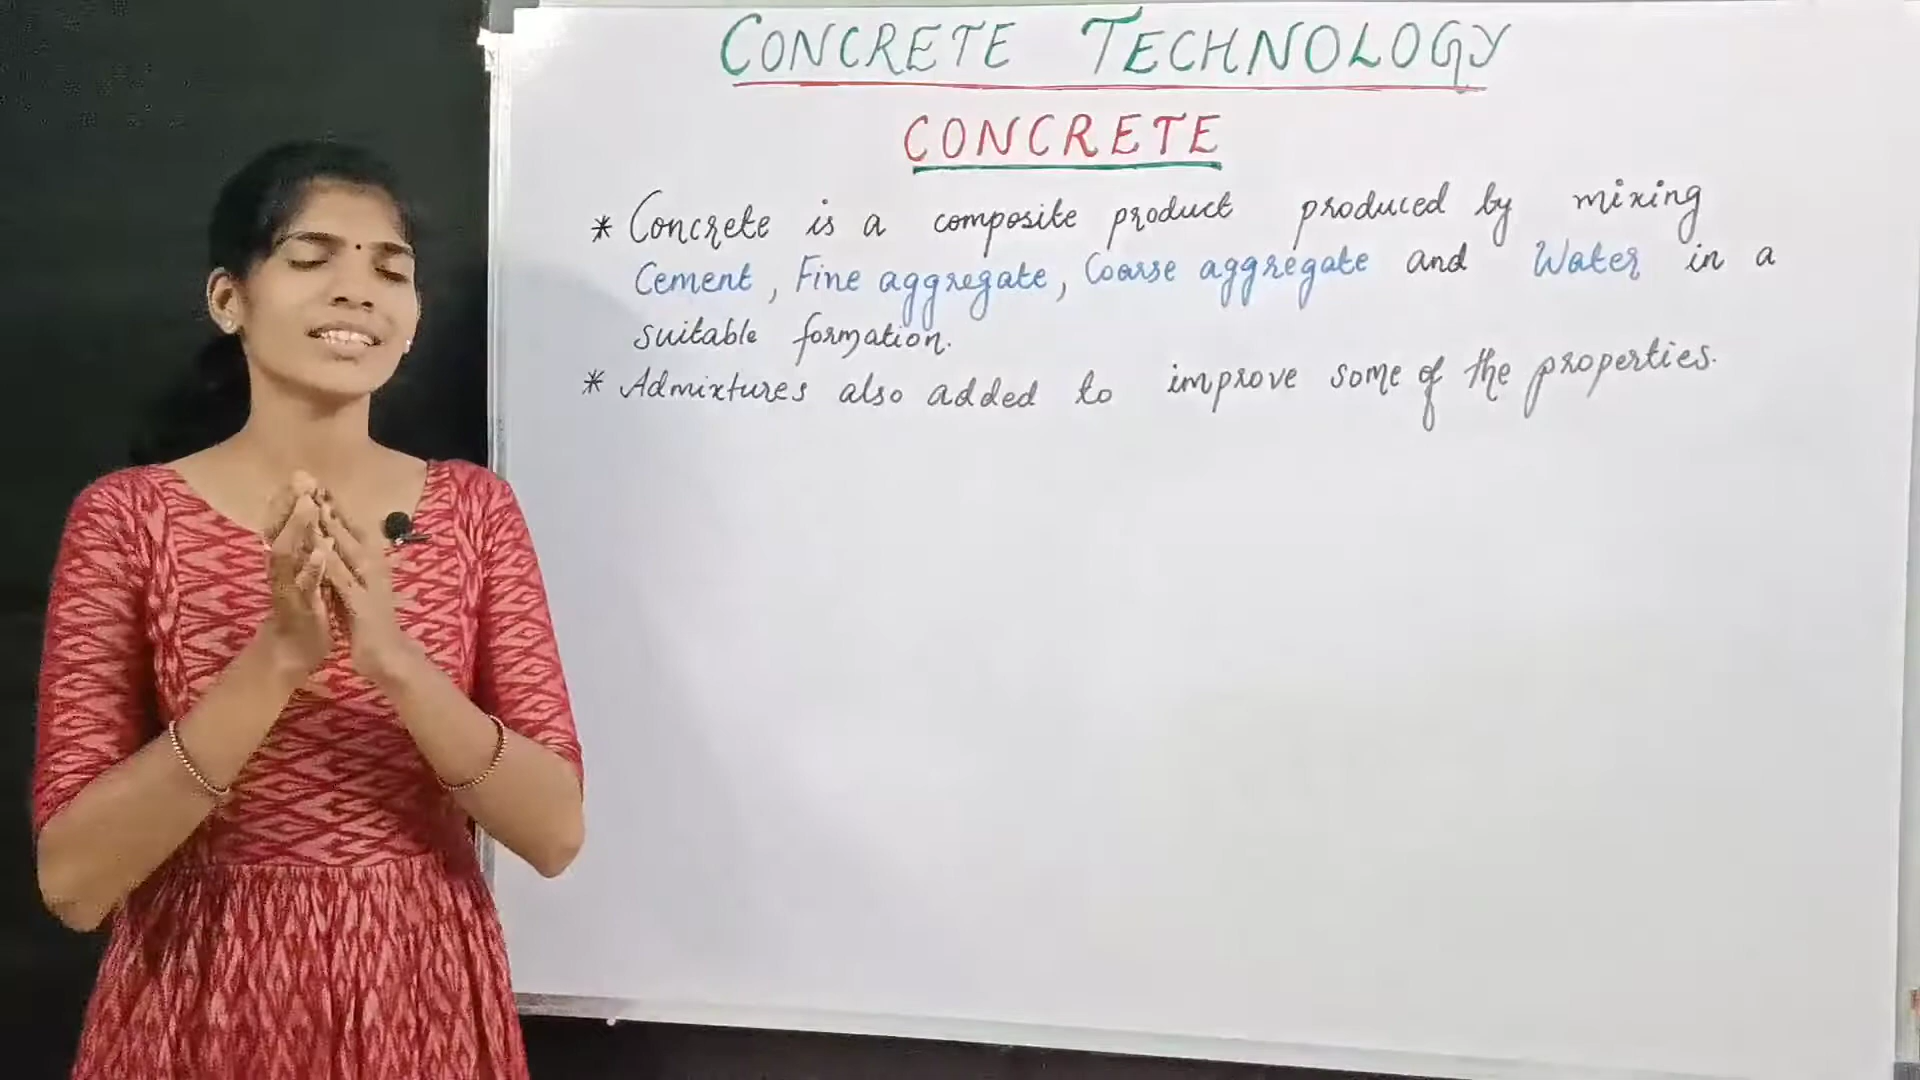 CONCRETE TECHNOLOGY
CONCRETE
* Concrete is a composite product produced by mixing
Cement, Fine aggregate, Coarse aggregate and Water in a
suitable formation.
* Admixtures also added to improve some of the properties.